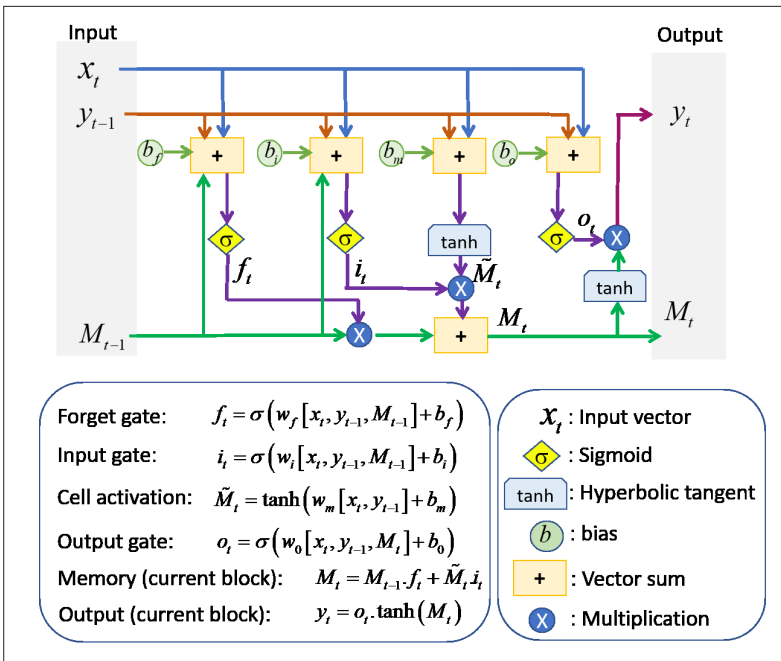 Input
Output
x_t
y_{t-1}
y_t
b_f
+
b_i
+
b_m
+
b_o
+
σ
σ
tanh
σ
o_t
X
f_t
i_t
M̃_t
X
tanh
M_{t-1}
X
+
M_t
M_t
Forget gate: f_t = σ(w_f[x_t, y_{t-1}, M_{t-1}]+b_f)
Input gate: i_t = σ(w_i[x_t, y_{t-1}, M_{t-1}]+b_i)
Cell activation: M̃_t = tanh(w_m[x_t, y_{t-1}]+b_m)
Output gate: o_t = σ(w_0[x_t, y_{t-1}, M_t]+b_0)
Memory (current block): M_t = M_{t-1}.f_t + M̃_t.i_t
Output (current block): y_t = o_t.tanh(M_t)
x_t : Input vector
σ : Sigmoid
tanh : Hyperbolic tangent
b : bias
+ : Vector sum
X : Multiplication